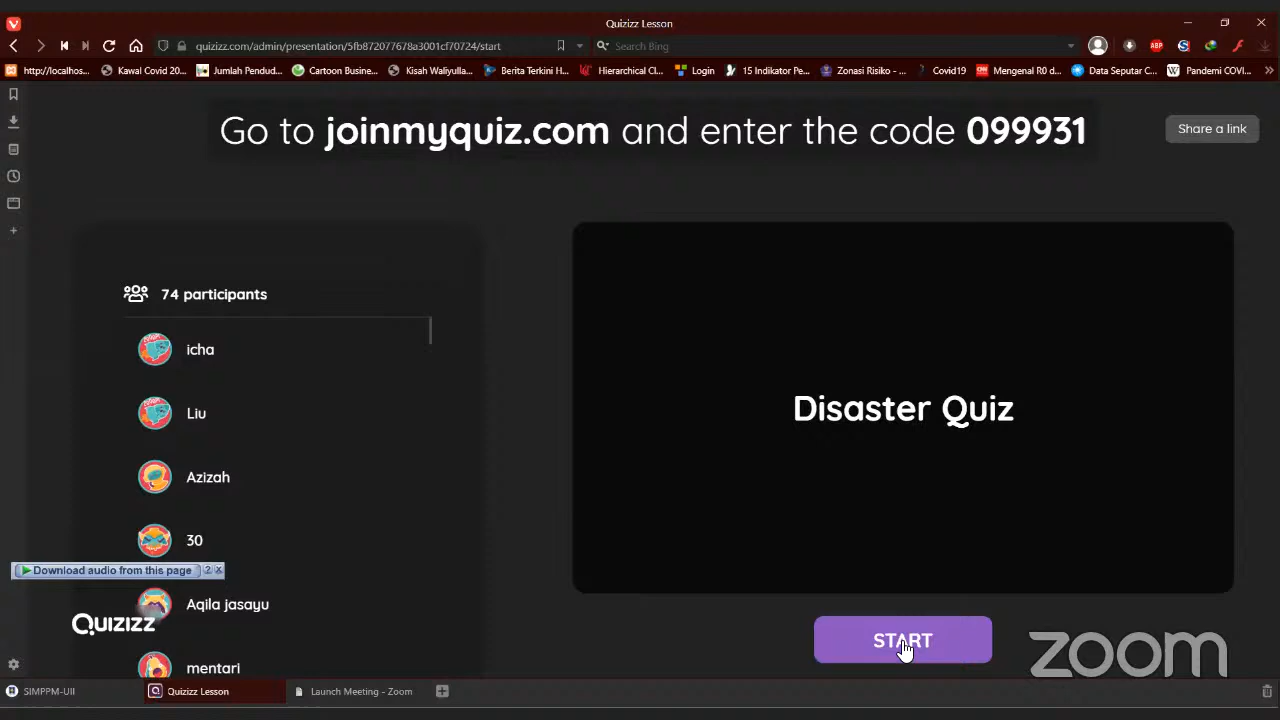 Quizizz Lesson
quizizz.com/admin/presentation/5fb872077678a3001cf70724/start
Search Bing
ABP
http://localhos...
Kawal Covid 20...
Jumlah Pendud...
Cartoon Busine...
Kisah Waliyulla...
Berita Terkini H...
Hierarchical Cl...
Login
15 Indikator Pe...
Zonasi Risiko - ...
Covid19
Mengenal R0 d...
Data Seputar C...
Pandemi COVI...
Go to joinmyquiz.com and enter the code 099931
Share a link
74 participants
icha
Liu
Azizah
30
Download audio from this page
Aqila jasayu
Quizizz
mentari
Disaster Quiz
START
zoom
SIMPPM-UII
Quizizz Lesson
Launch Meeting - Zoom